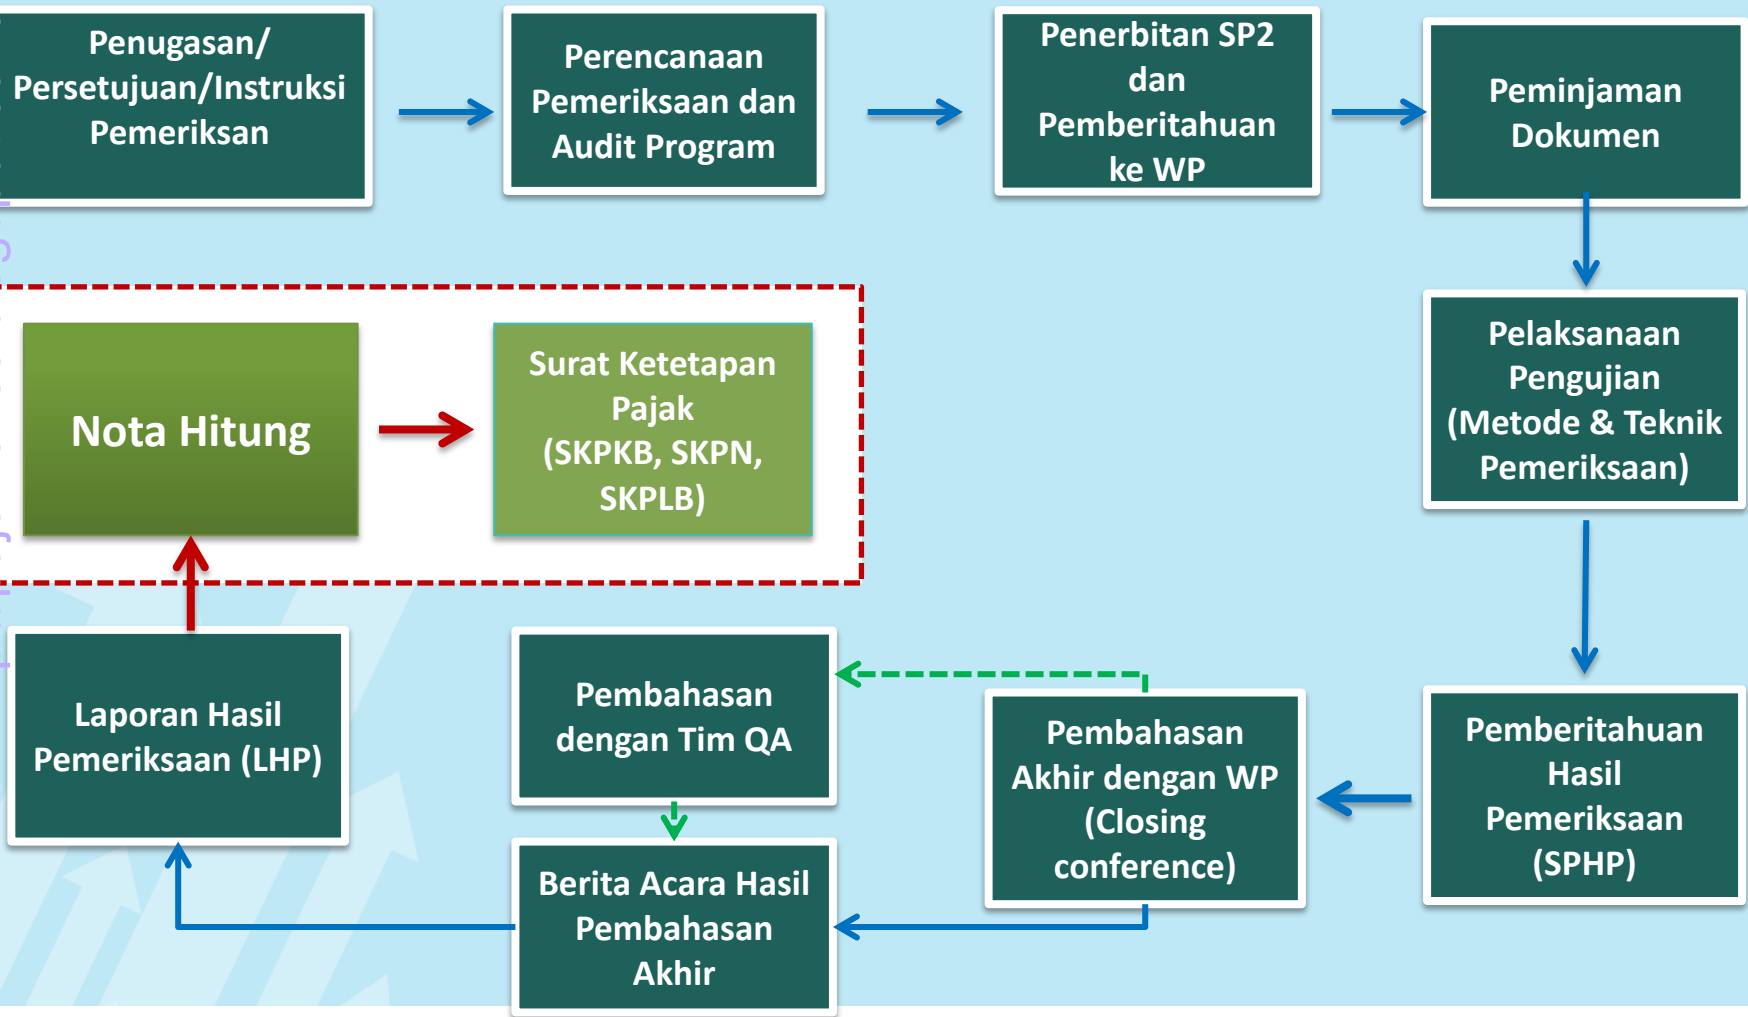 Penugasan/
Persetujuan/Instruksi
Pemeriksan
Perencanaan
Pemeriksaan dan
Audit Program
Penerbitan SP2
dan
Pemberitahuan
ke WP
Peminjaman
Dokumen
Pelaksanaan
Pengujian
(Metode & Teknik
Pemeriksaan)
Pemberitahuan
Hasil
Pemeriksaan
(SPHP)
Pembahasan
Akhir dengan WP
(Closing
conference)
Pembahasan
dengan Tim QA
Berita Acara Hasil
Pembahasan
Akhir
Laporan Hasil
Pemeriksaan (LHP)
Nota Hitung
Surat Ketetapan
Pajak
(SKPKB, SKPN,
SKPLB)